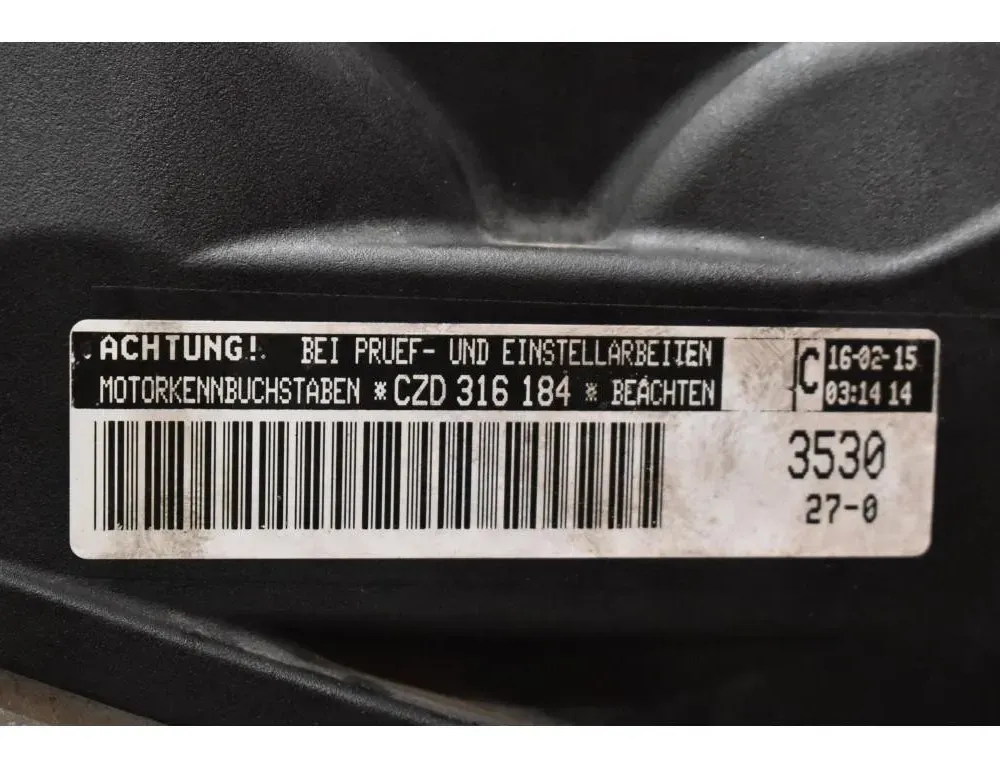 ACHTUNG! BEI PRUEF- UND EINSTELLARBEITEN
MOTORKENNBUCHSTABEN *CZD 316 184* BEACHTEN
C
16-02-15
03:14 14
3530
27-0